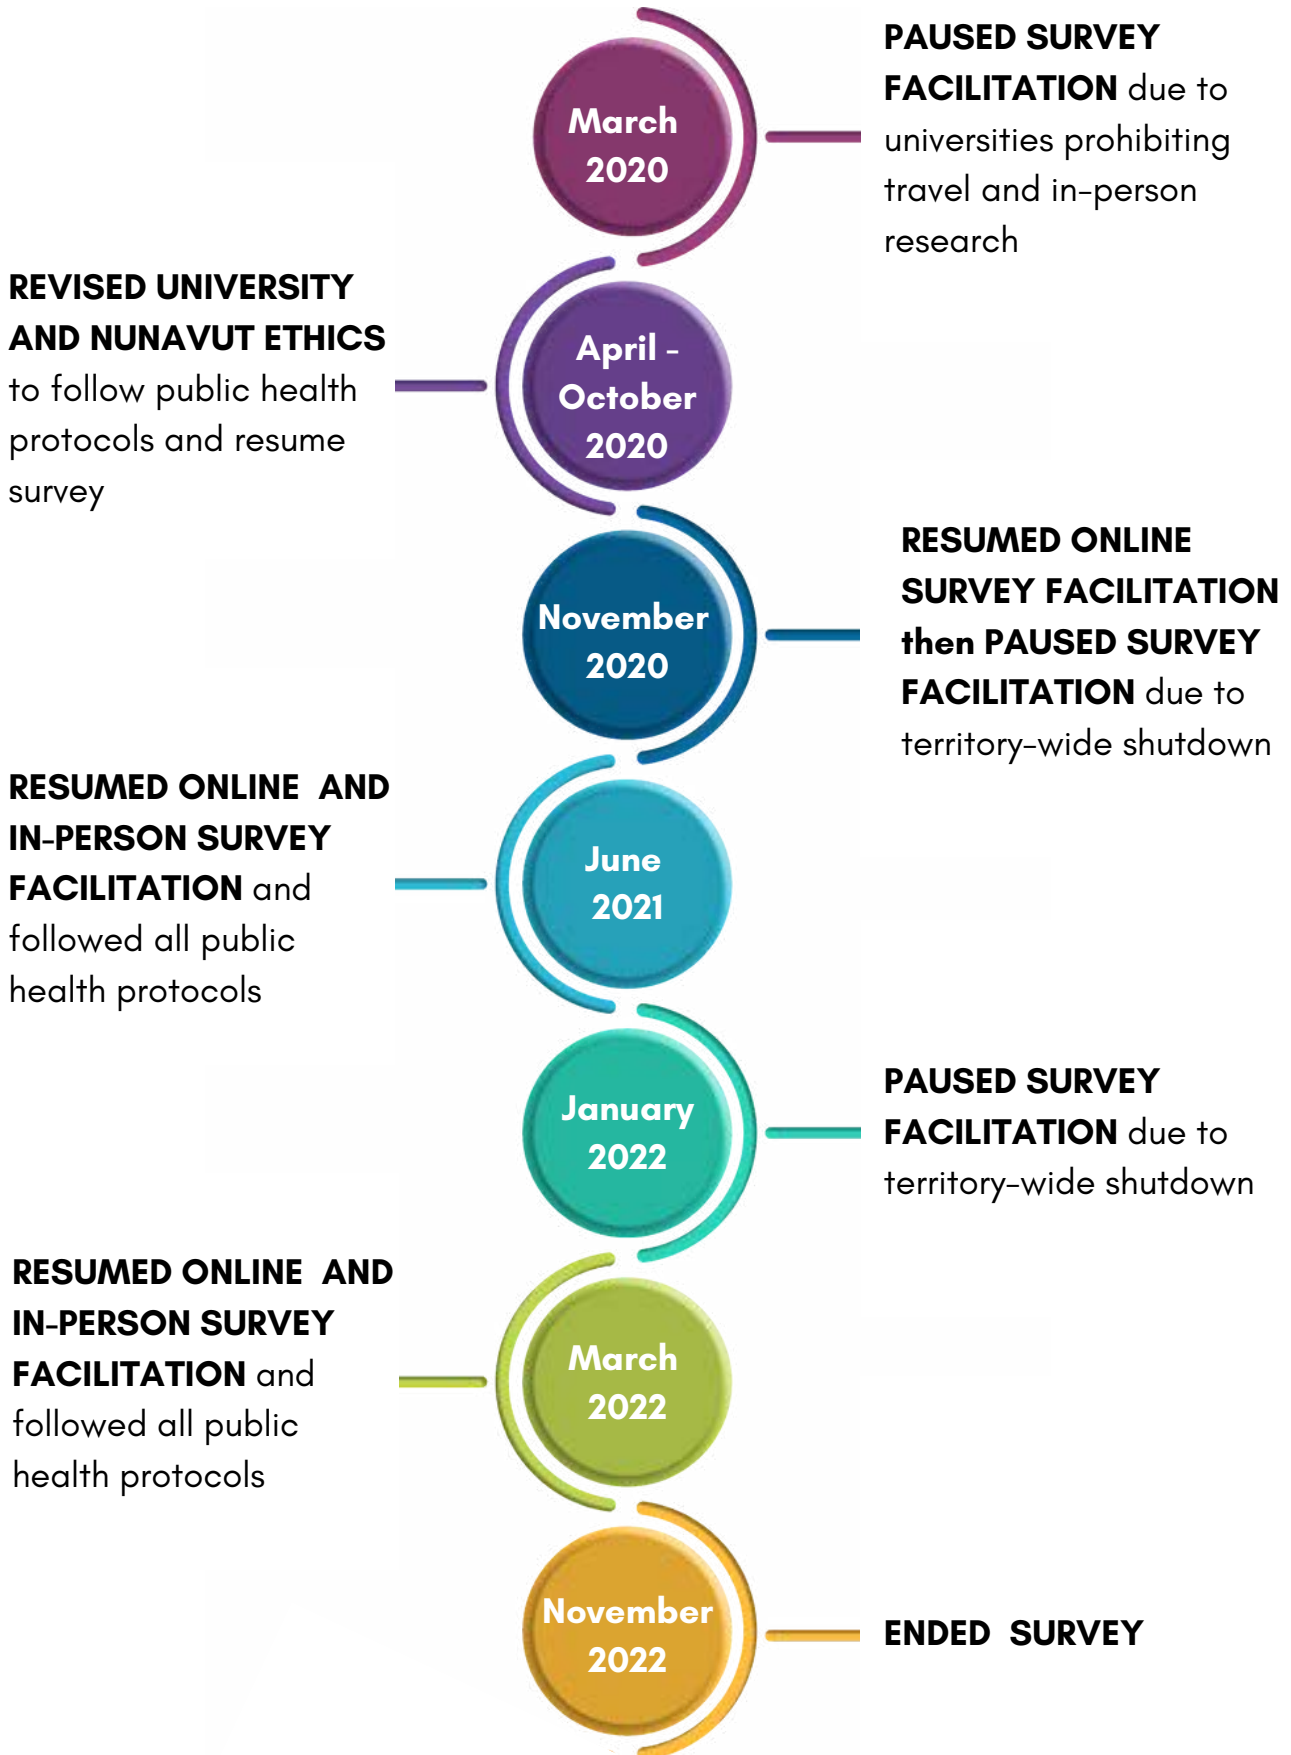 March
2020
PAUSED SURVEY
FACILITATION due to
universities prohibiting
travel and in-person
research
REVISED UNIVERSITY
AND NUNAVUT ETHICS
to follow public health
protocols and resume
survey
April -
October
2020
November
2020
RESUMED ONLINE
SURVEY FACILITATION
then PAUSED SURVEY
FACILITATION due to
territory-wide shutdown
RESUMED ONLINE AND
IN-PERSON SURVEY
FACILITATION and
followed all public
health protocols
June
2021
January
2022
PAUSED SURVEY
FACILITATION due to
territory-wide shutdown
RESUMED ONLINE AND
IN-PERSON SURVEY
FACILITATION and
followed all public
health protocols
March
2022
November
2022
ENDED SURVEY